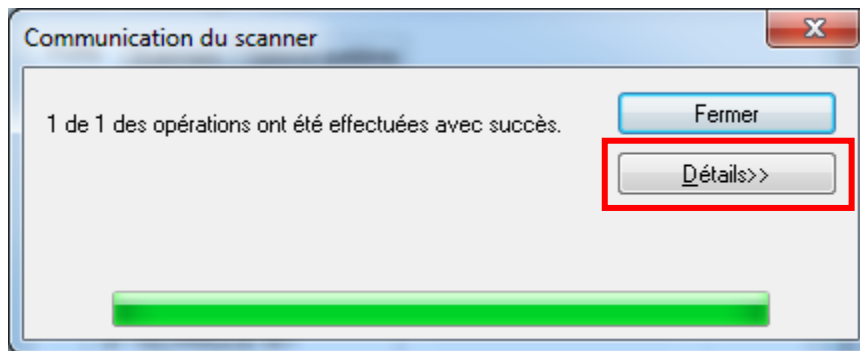 Communication du scanner
1 de 1 des opérations ont été effectuées avec succès.
Fermer
Détails>>